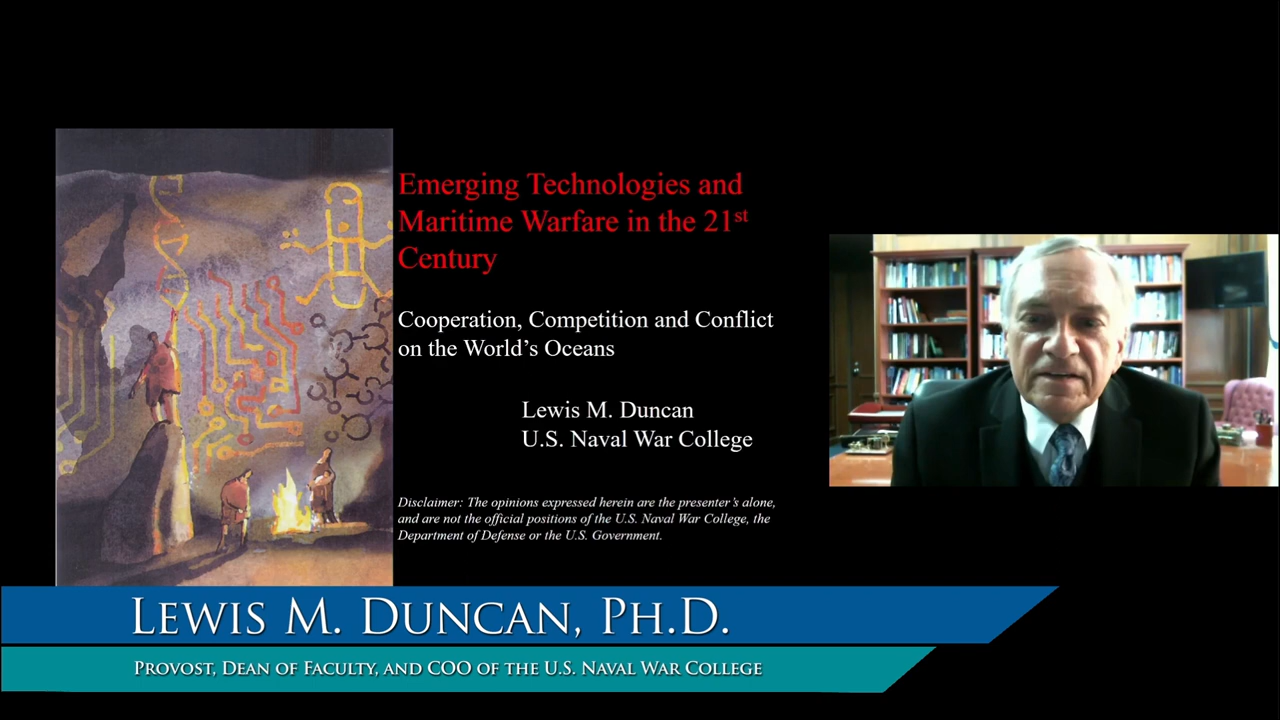 Emerging Technologies and
Maritime Warfare in the 21st
Century
Cooperation, Competition and Conflict
on the World's Oceans
Lewis M. Duncan
U.S. Naval War College
Disclaimer: The opinions expressed herein are the presenter's alone,
and are not the official positions of the U.S. Naval War College, the
Department of Defense or the U.S. Government.
Lewis M. Duncan, Ph.D.
Provost, Dean of Faculty, and COO of the U.S. Naval War College